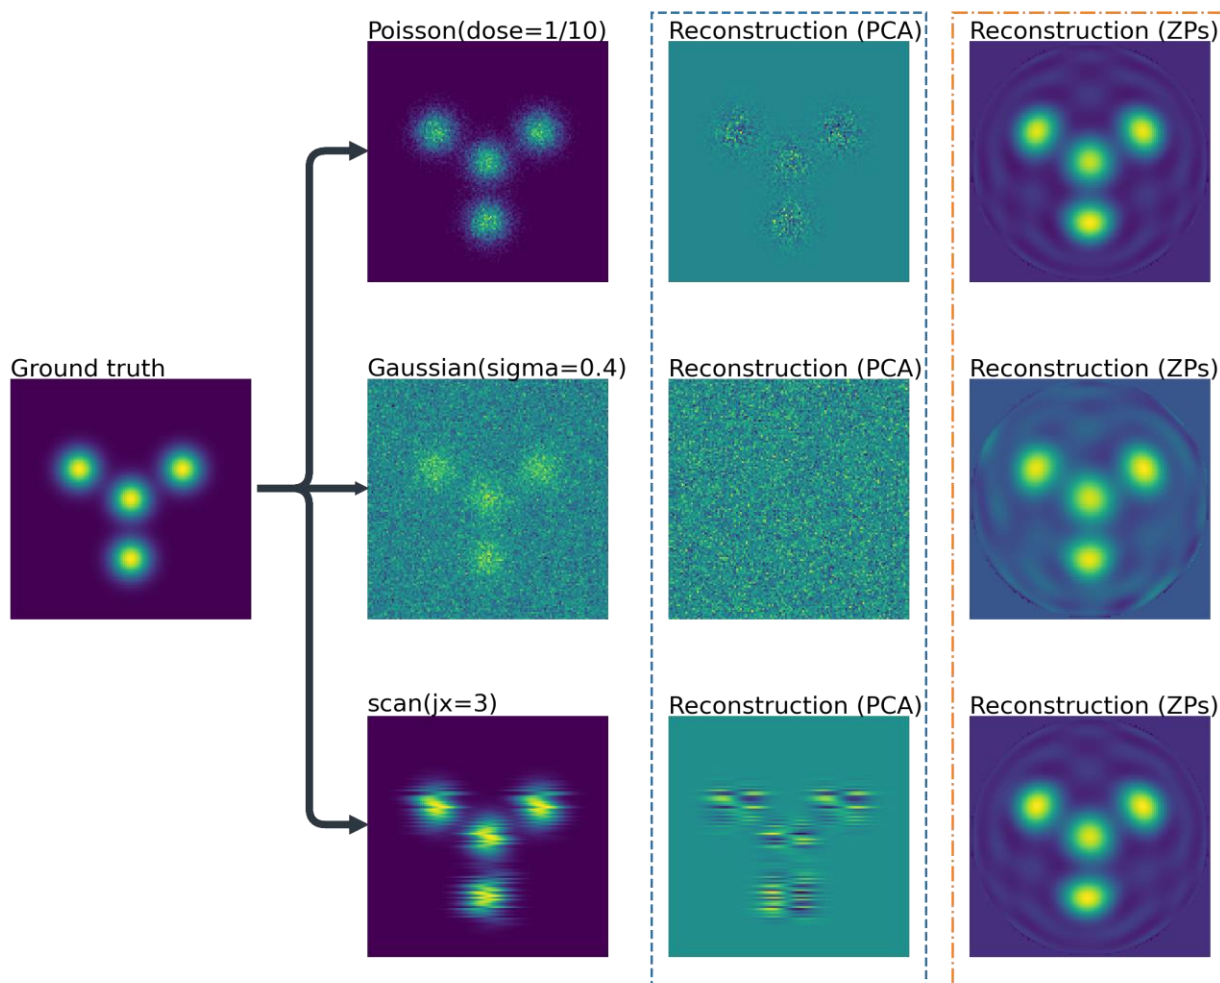 Poisson(dose=1/10)
Reconstruction (PCA)
Reconstruction (ZPs)
Ground truth
Gaussian(sigma=0.4)
Reconstruction (PCA)
Reconstruction (ZPs)
scan(jx=3)
Reconstruction (PCA)
Reconstruction (ZPs)